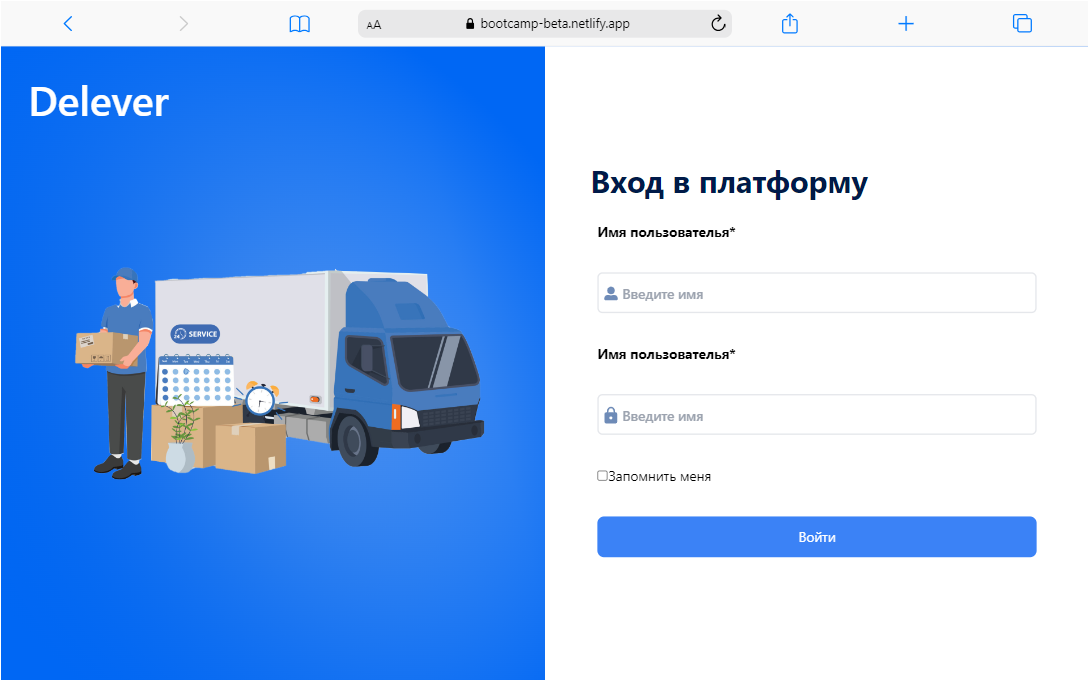 AA
bootcamp-beta.netlify.app
Delever
Вход в платформу
Имя пользователья*
Введите имя
Имя пользователья*
Введите имя
Запомнить меня
Войти
24 SERVICE